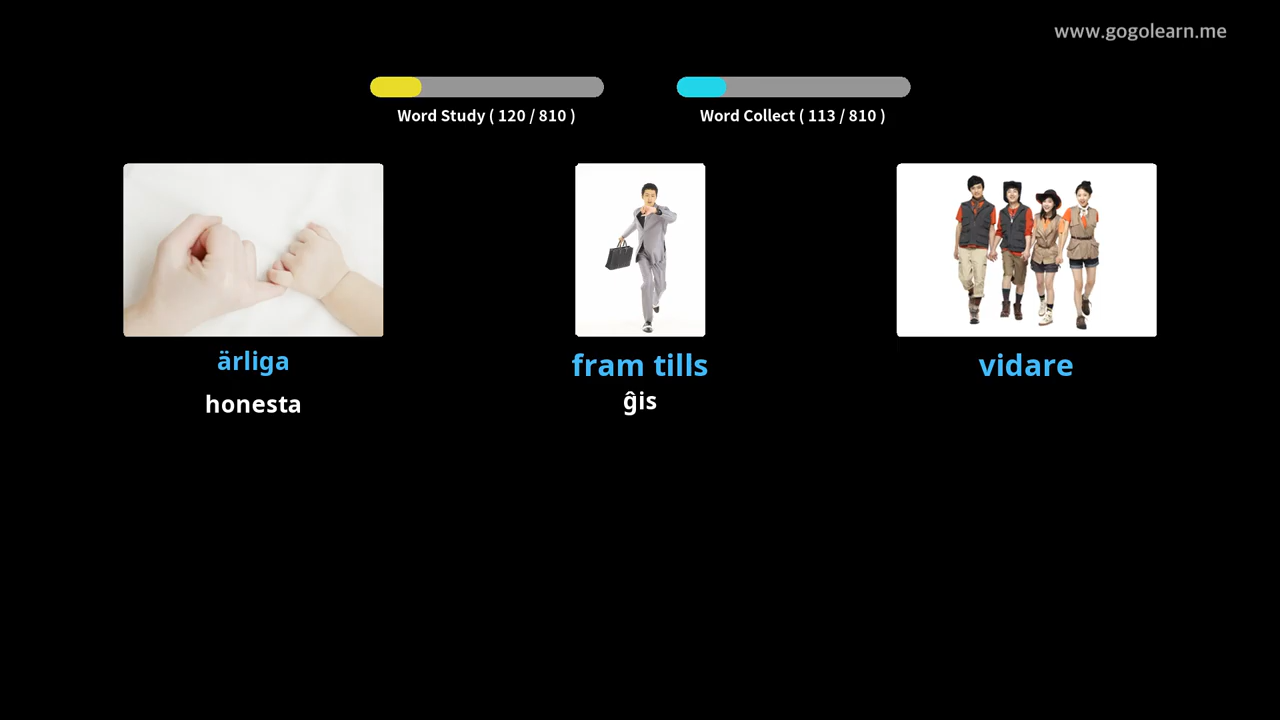 www.gogolearn.me
Word Study ( 120 / 810 )
Word Collect ( 113 / 810 )
ärliga
honesta
fram tills
ĝis
vidare